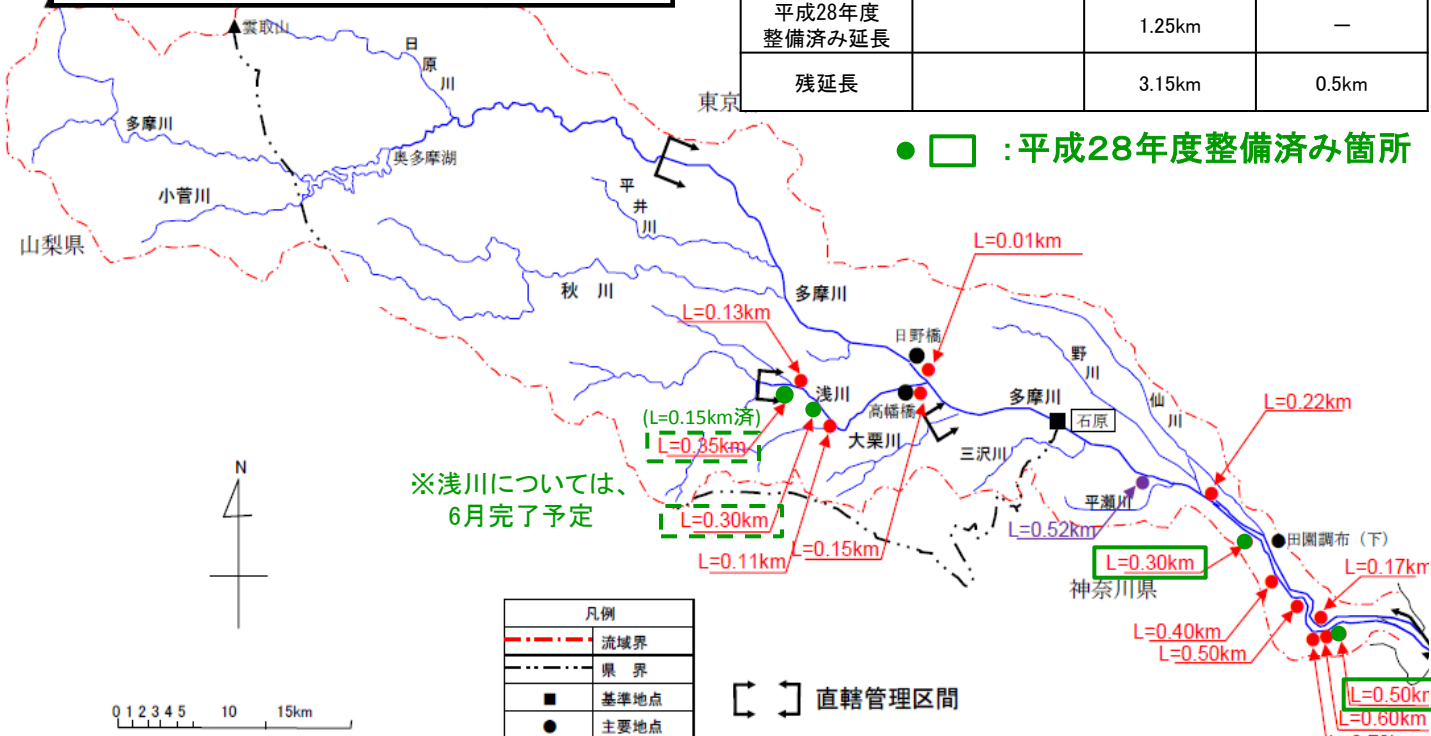 平成28年度
整備済み延長
1.25km
－
残延長
3.15km
0.5km
●□ ：平成28年度整備済み箇所
雲取山
日原川
東京
多摩川
奥多摩湖
小菅川
平井川
山梨県
L=0.01km
秋 川
多摩川
L=0.13km
日野橋
野川
仙川
浅川
高幡橋
多摩川
石原
L=0.22km
(L=0.15km済)
L=0.35km
大栗川
三沢川
※浅川については、
6月完了予定
L=0.30km
平瀬川
L=0.52km
田園調布（下）
L=0.11km
L=0.15km
L=0.30km
L=0.17km
神奈川県
L=0.40km
L=0.50km
L=0.50km
L=0.60km
N
0 1 2 3 4 5 10 15km
凡例
流域界
県 界
■ 基準地点
● 主要地点
直轄管理区間